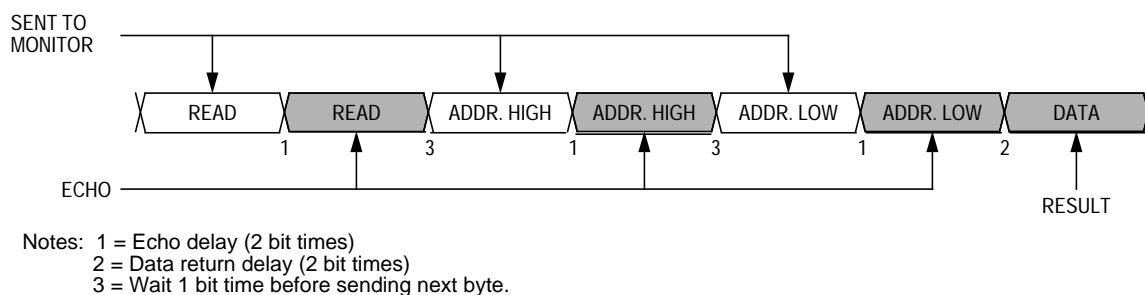 SENT TO
MONITOR
READ READ ADDR. HIGH ADDR. HIGH ADDR. LOW ADDR. LOW DATA
1 3 1 3 1 2
ECHO
RESULT
Notes: 1 = Echo delay (2 bit times)
2 = Data return delay (2 bit times)
3 = Wait 1 bit time before sending next byte.